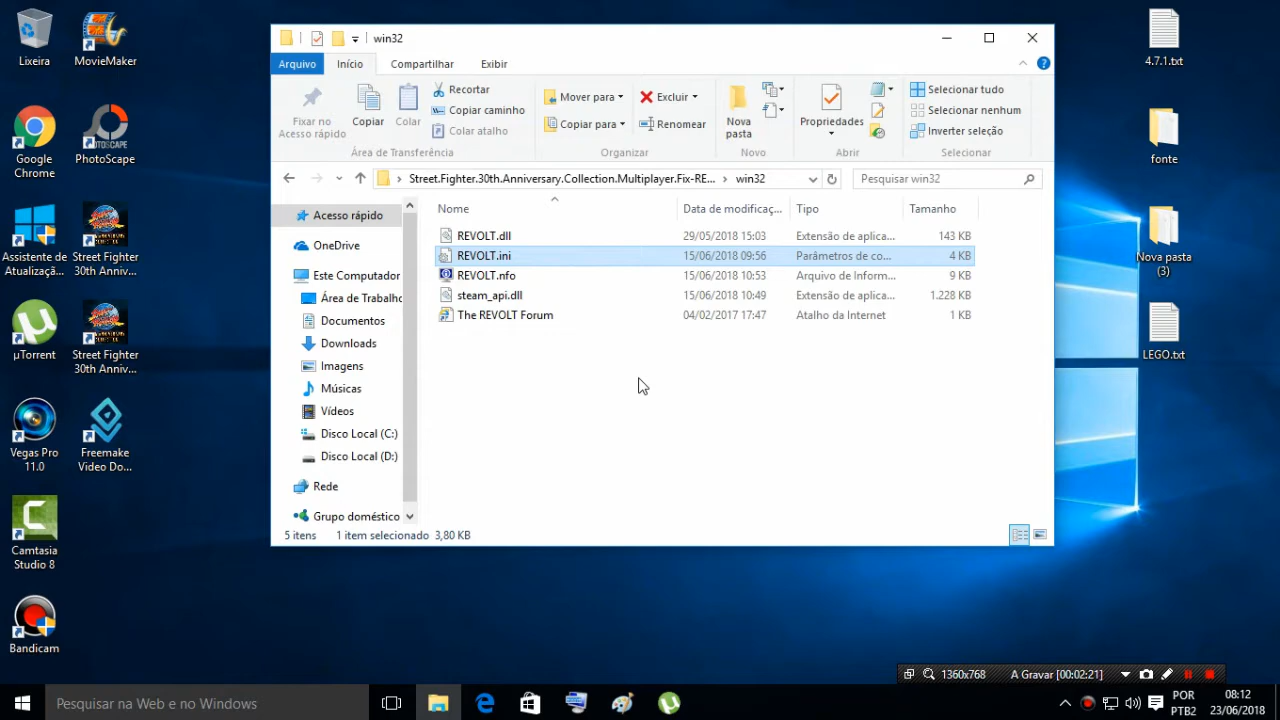 Lixeira
MovieMaker
Google
Chrome
PhotoScape
PHOTOSCAPE
Assistente de
Atualizaçã...
Street Fighter
30th Anniv...
µTorrent
Street Fighter
30th Anniv...
Vegas Pro
11.0
Freemake
Video Do...
Camtasia
Studio 8
Bandicam
win32
Arquivo
Início
Compartilhar
Exibir
Fixar no
Acesso rápido
Copiar
Colar
Recortar
Copiar caminho
Colar atalho
Área de Transferência
Mover para
Copiar para
Excluir
Renomear
Organizar
Nova
pasta
Novo
Propriedades
Abrir
Selecionar tudo
Selecionar nenhum
Inverter seleção
Selecionar
Street.Fighter.30th.Anniversary.Collection.Multiplayer.Fix-RE...
win32
Pesquisar win32
Acesso rápido
OneDrive
Este Computador
Área de Trabalho
Documentos
Downloads
Imagens
Músicas
Vídeos
Disco Local (C:)
Disco Local (D:)
Rede
Grupo doméstico
Nome Data de modificaç... Tipo Tamanho
REVOLT.dll 29/05/2018 15:03 Extensão de aplica... 143 KB
REVOLT.ini 15/06/2018 09:56 Parâmetros de co... 4 KB
REVOLT.nfo 15/06/2018 10:53 Arquivo de Inform... 9 KB
steam_api.dll 15/06/2018 10:49 Extensão de aplica... 1.228 KB
___ REVOLT Forum 04/02/2017 17:47 Atalho da Internet 1 KB
5 itens 1 item selecionado 3,80 KB
4.7.1.txt
fonte
Nova pasta
(3)
LEGO.txt
1360x768 A Gravar [00:02:21]
Pesquisar na Web e no Windows
POR
PTB2
08:12
23/06/2018